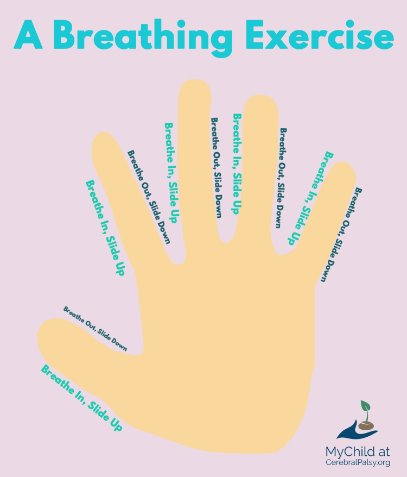 A Breathing Exercise
Breathe In, Slide Up
Breathe Out, Slide Down
Breathe In, Slide Up
Breathe Out, Slide Down
Breathe In, Slide Up
Breathe Out, Slide Down
Breathe In, Slide Up
Breathe Out, Slide Down
Breathe In, Slide Up
Breathe Out, Slide Down
MyChild at
CerebralPalsy.org